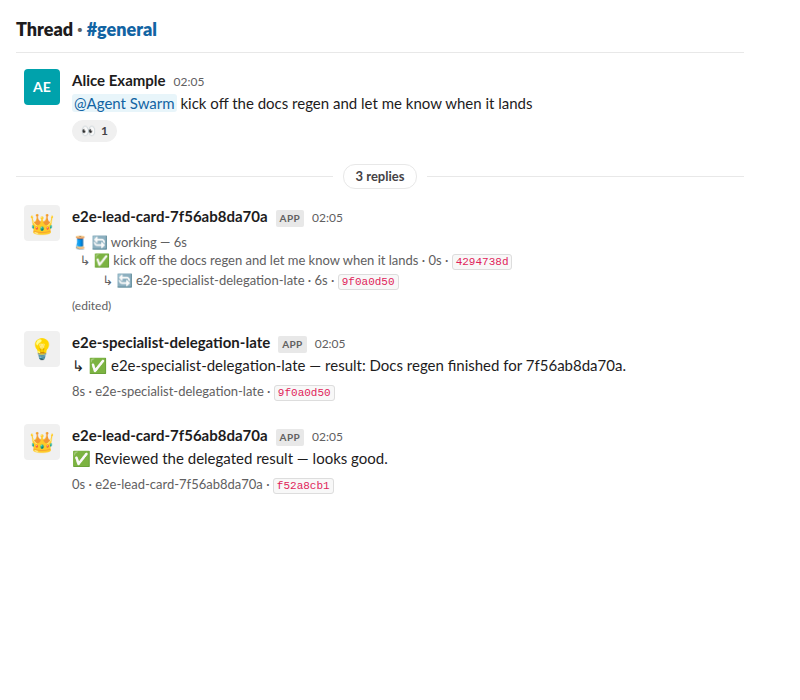 Thread • #general
AE
Alice Example 02:05
@Agent Swarm kick off the docs regen and let me know when it lands
👀 1
3 replies
e2e-lead-card-7f56ab8da70a APP 02:05
🧵 🔄 working — 6s
↳ ✅ kick off the docs regen and let me know when it lands · 0s · 4294738d
↳ 🔄 e2e-specialist-delegation-late · 6s · 9f0a0d50
(edited)
e2e-specialist-delegation-late APP 02:05
↳ ✅ e2e-specialist-delegation-late — result: Docs regen finished for 7f56ab8da70a.
8s · e2e-specialist-delegation-late · 9f0a0d50
e2e-lead-card-7f56ab8da70a APP 02:05
✅ Reviewed the delegated result — looks good.
0s · e2e-lead-card-7f56ab8da70a · f52a8cb1